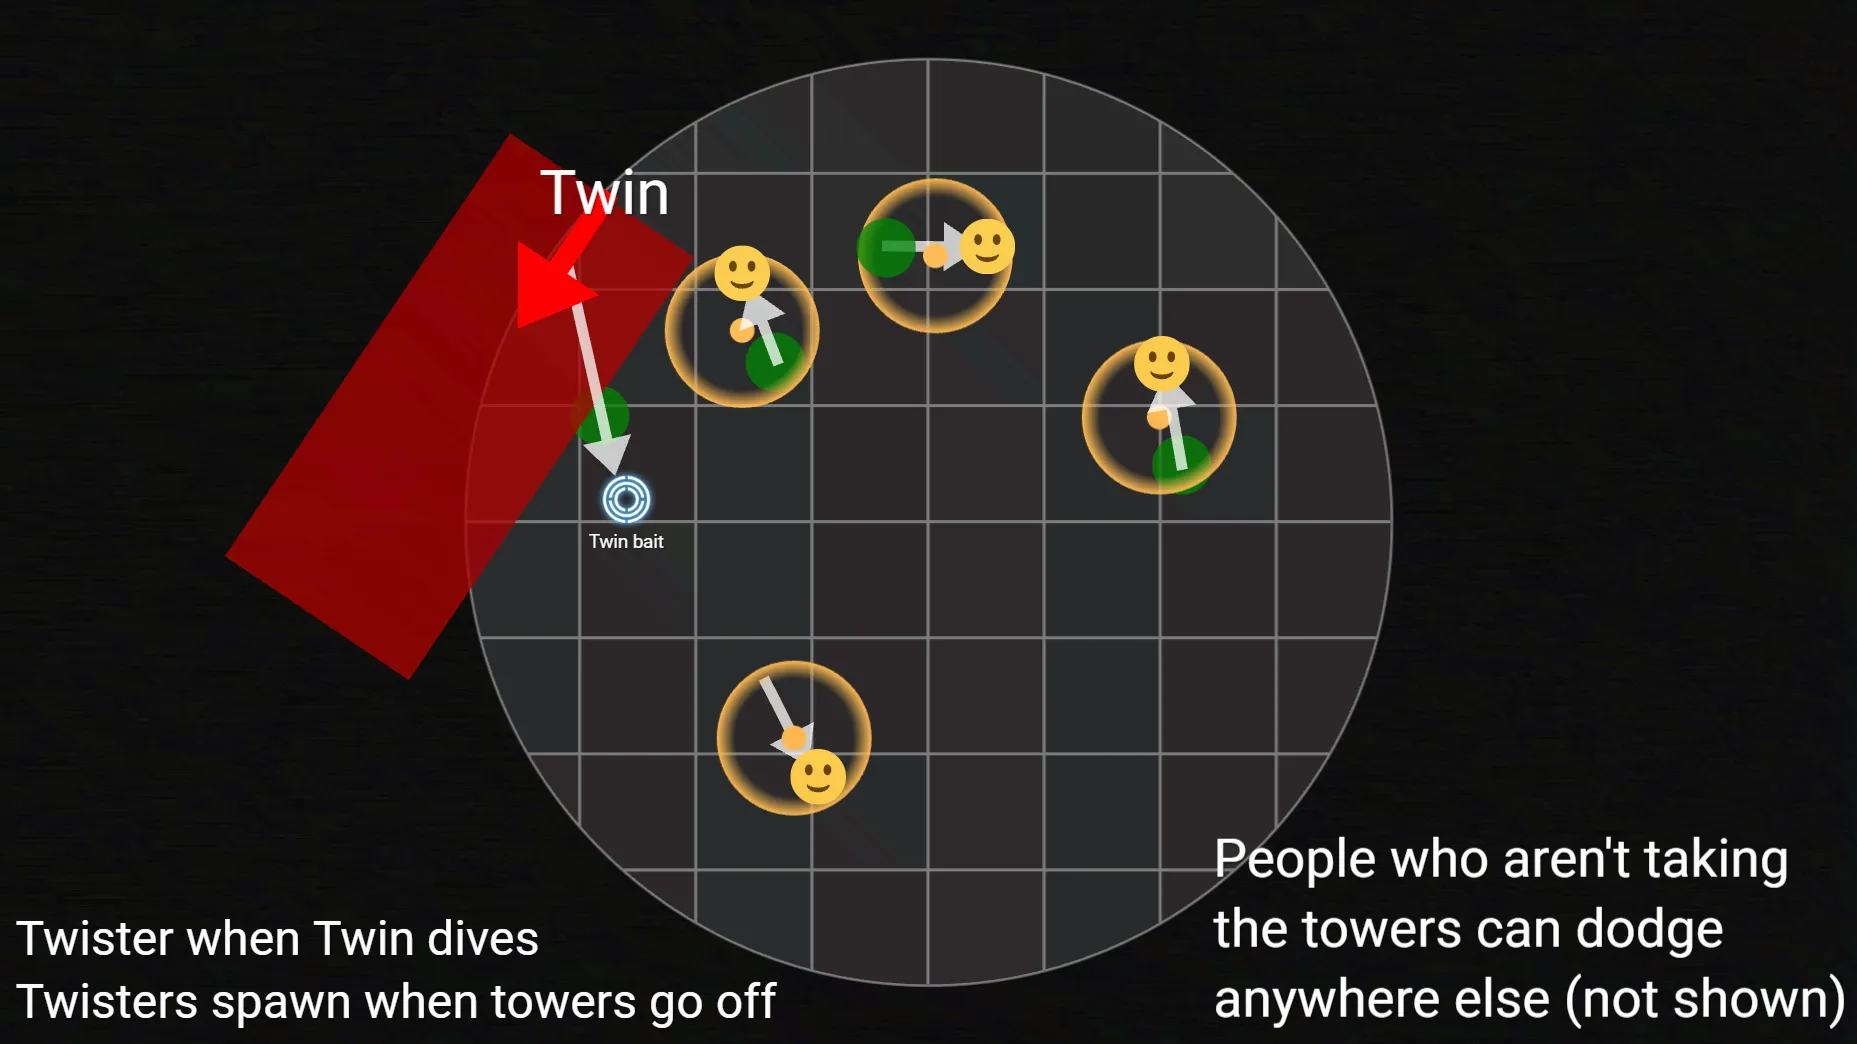 Twin
Twin bait
People who aren't taking
the towers can dodge
anywhere else (not shown)
Twister when Twin dives
Twisters spawn when towers go off